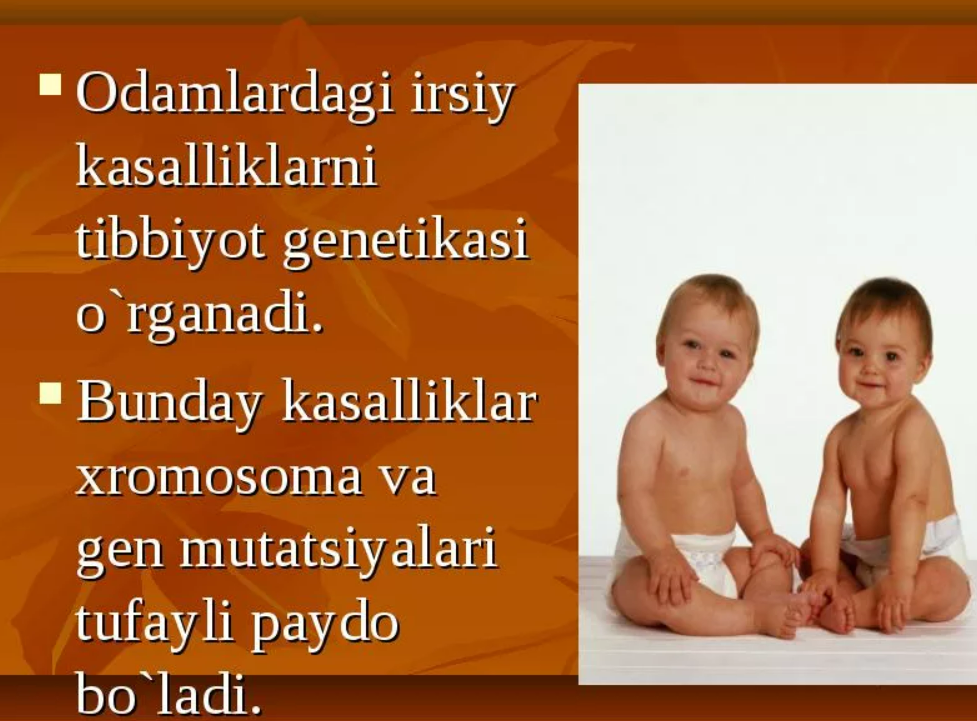 Odamlardagi irsiy
kasalliklarni
tibbiyot genetikasi
o`rganadi.
Bunday kasalliklar
xromosoma va
gen mutatsiyalari
tufayli paydo
bo`ladi.